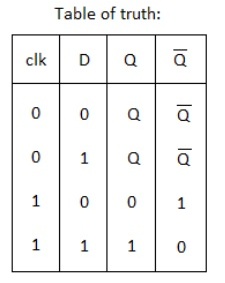 Table of truth:
clk D Q Q̅
0 0 Q Q̅
0 1 Q Q̅
1 0 0 1
1 1 1 0